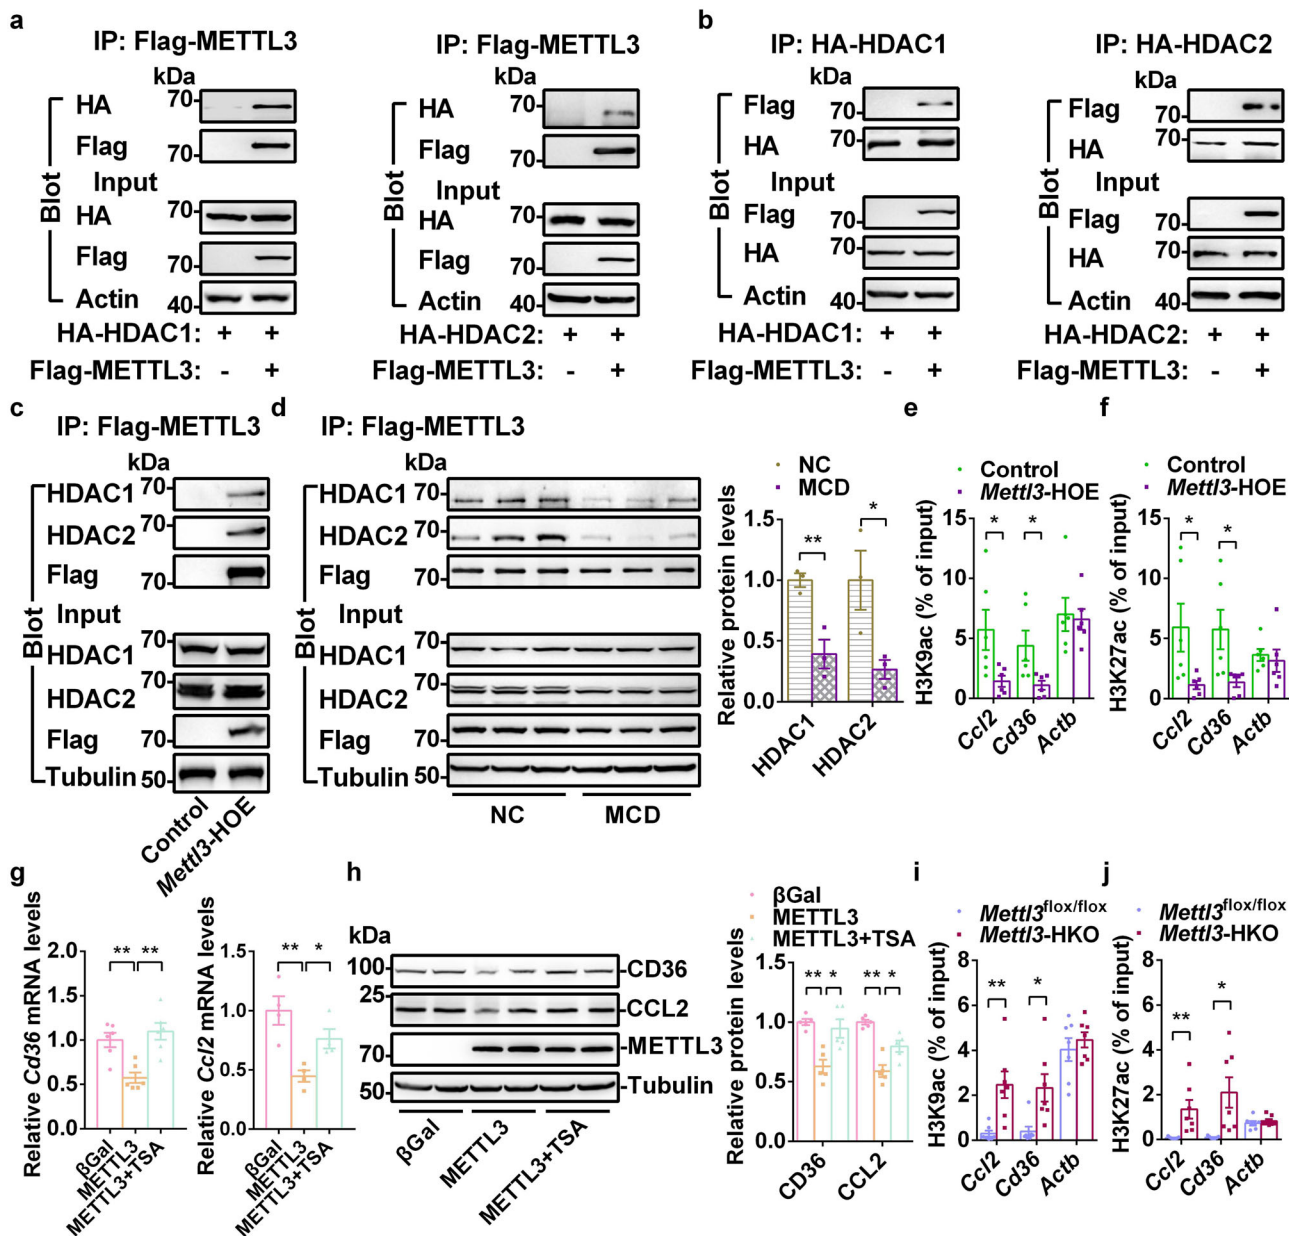 a
IP: Flag-METTL3
kDa
HA 70
Flag 70
Input
HA 70
Flag 70
Actin 40
Blot
HA-HDAC1: + +
Flag-METTL3: - +
IP: Flag-METTL3
HA 70
Flag 70
Input
HA 70
Flag 70
Actin 40
Blot
HA-HDAC2: + +
Flag-METTL3: - +
b
IP: HA-HDAC1
kDa
Flag 70
HA 70
Input
Flag 70
HA 70
Actin 40
Blot
HA-HDAC1: + +
Flag-METTL3: - +
IP: HA-HDAC2
kDa
Flag 70
HA 70
Input
Flag 70
HA 70
Actin 40
Blot
HA-HDAC2: + +
Flag-METTL3: - +
c
IP: Flag-METTL3
kDa
HDAC1 70
HDAC2 70
Flag 70
Input
HDAC1 70
HDAC2 70
Flag 70
Tubulin 50
Blot
Control
Mettl3-HOE
d
IP: Flag-METTL3
kDa
HDAC1 70
HDAC2 70
Flag 70
Input
HDAC1 70
HDAC2 70
Flag 70
Tubulin 50
Blot
NC MCD
NC
MCD
Relative protein levels
1.5
1.0
0.5
0.0
** *
HDAC1 HDAC2
e
Control
Mettl3-HOE
H3K9ac (% of input)
15
10
5
0
* *
Ccl2 Cd36 Actb
f
Control
Mettl3-HOE
H3K27ac (% of input)
15
10
5
0
* *
Ccl2 Cd36 Actb
g
Relative Cd36 mRNA levels
2.0
1.5
1.0
0.5
0.0
** **
βGal
METTL3
METTL3+TSA
Relative Ccl2 mRNA levels
1.5
1.0
0.5
0.0
** *
βGal
METTL3
METTL3+TSA
h
kDa
100 CD36
25 CCL2
70 METTL3
50 Tubulin
βGal
METTL3
METTL3+TSA
βGal
METTL3
METTL3+TSA
Relative protein levels
1.5
1.0
0.5
0.0
** * ** *
CD36 CCL2
i
Mettl3flox/flox
Mettl3-HKO
H3K9ac (% of input)
8
6
4
2
0
** *
Ccl2 Cd36 Actb
j
Mettl3flox/flox
Mettl3-HKO
H3K27ac (% of input)
8
6
4
2
0
** *
Ccl2 Cd36 Actb